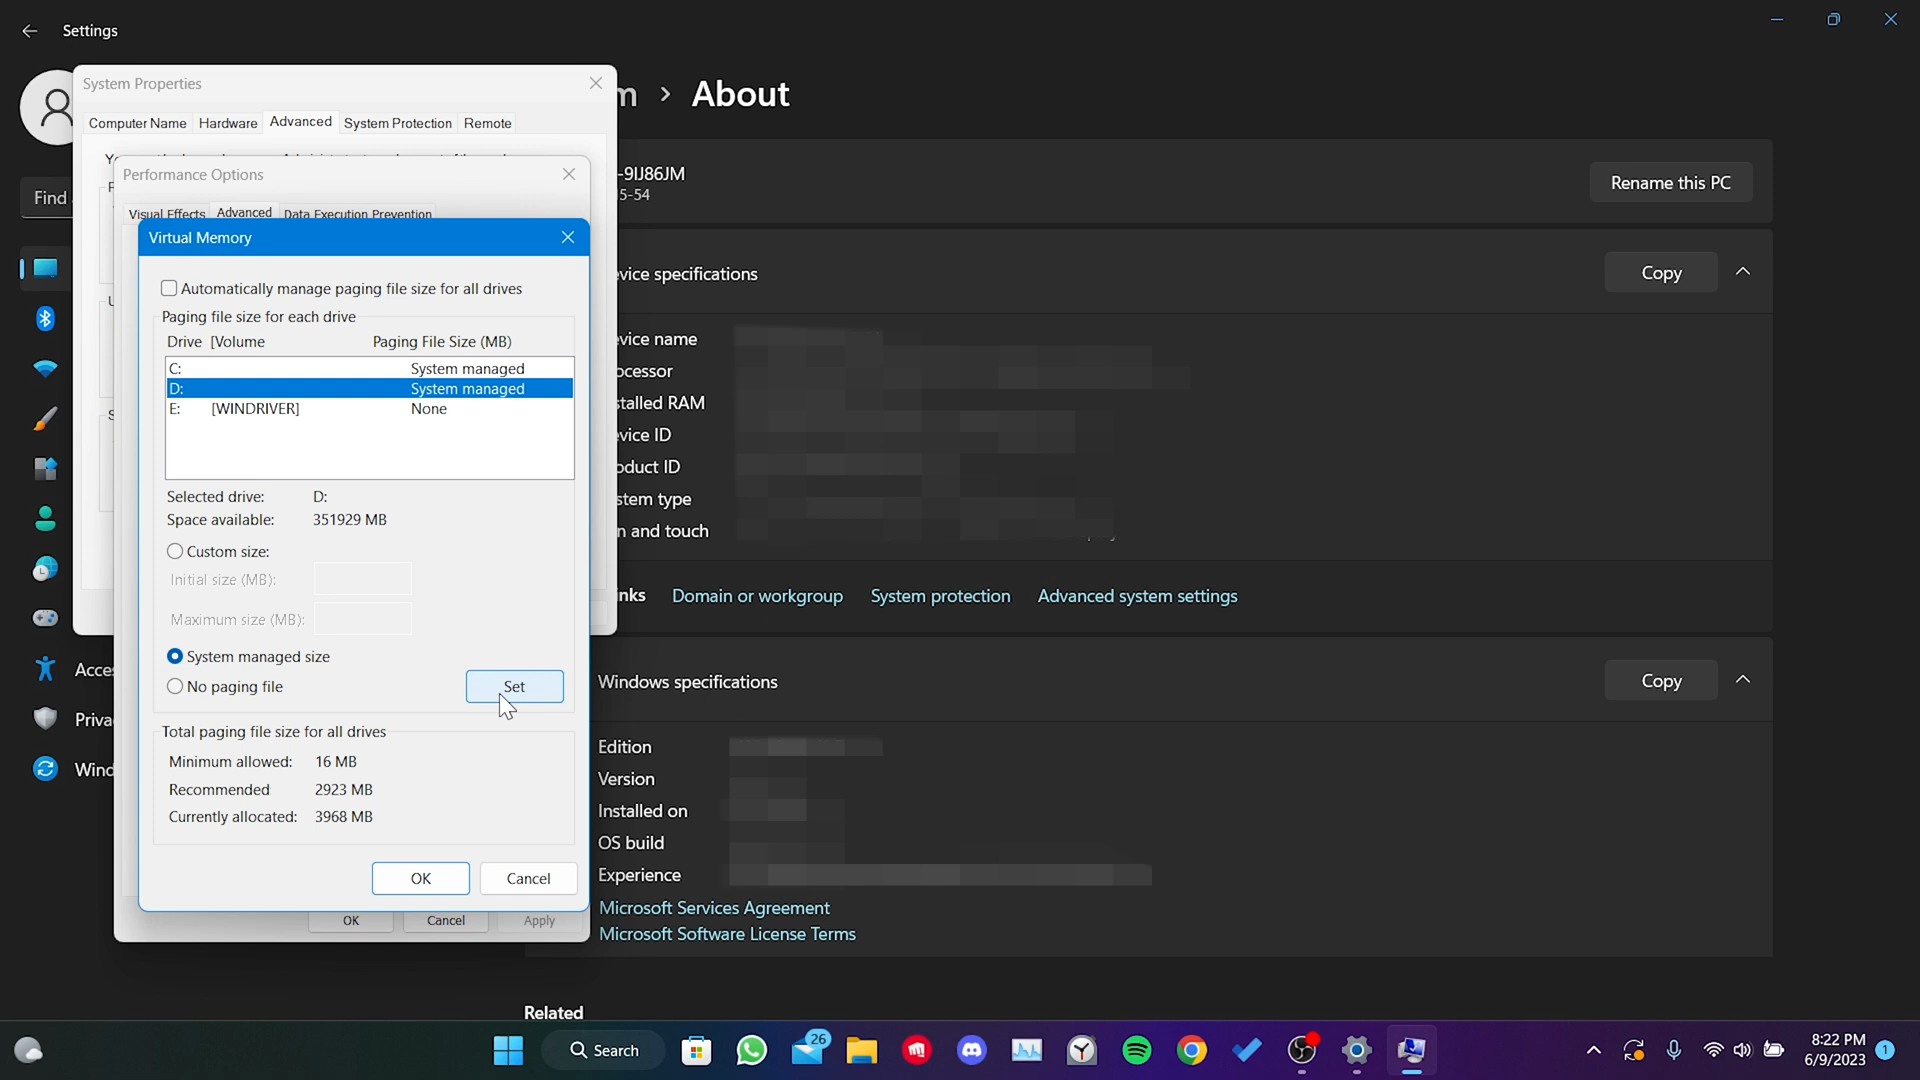 Settings
System Properties
Computer Name Hardware Advanced System Protection Remote
Performance Options
Visual Effects Advanced Data Execution Prevention
Virtual Memory
Automatically manage paging file size for all drives
Paging file size for each drive
Drive [Volume Paging File Size (MB)
C: System managed
D: System managed
E: [WINDRIVER] None
Selected drive: D:
Space available: 351929 MB
Custom size:
Initial size (MB):
Maximum size (MB):
System managed size
No paging file
Set
Total paging file size for all drives
Minimum allowed: 16 MB
Recommended 2923 MB
Currently allocated: 3968 MB
OK Cancel
OK Cancel Apply
Find
Acce
Priva
Wind
m > About
-9IJ86JM
5-54
Rename this PC
vice specifications
Copy
vice name
ocessor
stalled RAM
vice ID
oduct ID
stem type
n and touch
nks Domain or workgroup System protection Advanced system settings
Windows specifications
Copy
Edition
Version
Installed on
OS build
Experience
Microsoft Services Agreement
Microsoft Software License Terms
Related
Search
26
8:22 PM
6/9/2023
1